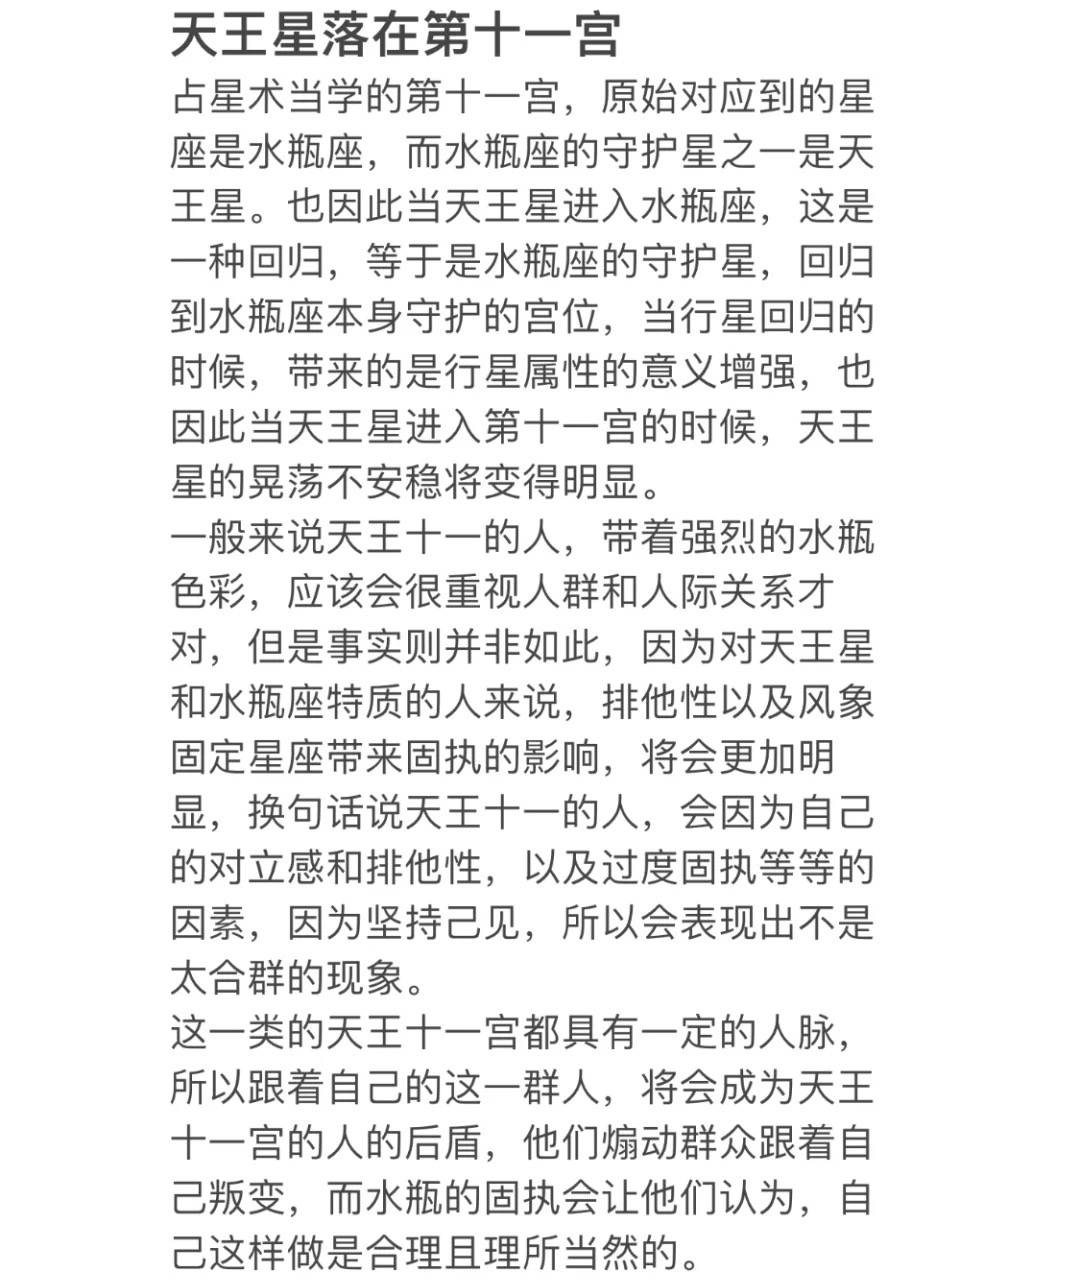 天王星落在第十一宫
占星术当学的第十一宫，原始对应到的星
座是水瓶座，而水瓶座的守护星之一是天
王星。也因此当天王星进入水瓶座，这是
一种回归，等于是水瓶座的守护星，回归
到水瓶座本身守护的宫位，当行星回归的
时候，带来的是行星属性的意义增强，也
因此当天王星进入第十一宫的时候，天王
星的晃荡不安稳将变得明显。
一般来说天王十一的人，带着强烈的水瓶
色彩，应该会很重视人群和人际关系才
对，但是事实则并非如此，因为对天王星
和水瓶座特质的人来说，排他性以及风象
固定星座带来固执的影响，将会更加明
显，换句话说天王十一的人，会因为自己
的对立感和排他性，以及过度固执等等的
因素，因为坚持己见，所以会表现出不是
太合群的现象。
这一类的天王十一宫都具有一定的人脉，
所以跟着自己的这一群人，将会成为天王
十一宫的人的后盾，他们煽动群众跟着自
己叛变，而水瓶的固执会让他们认为，自
己这样做是合理且理所当然的。